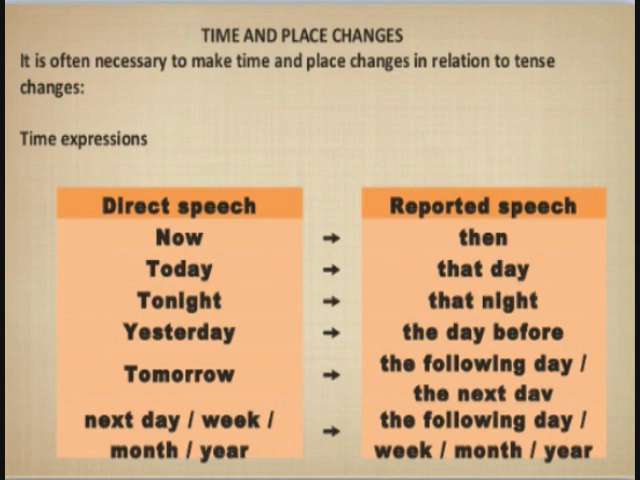 TIME AND PLACE CHANGES
It is often necessary to make time and place changes in relation to tense
changes:
Time expressions
Direct speech Reported speech
Now → then
Today → that day
Tonight → that night
Yesterday → the day before
Tomorrow → the following day /
the next day
next day / week / → the following day /
month / year week / month / year